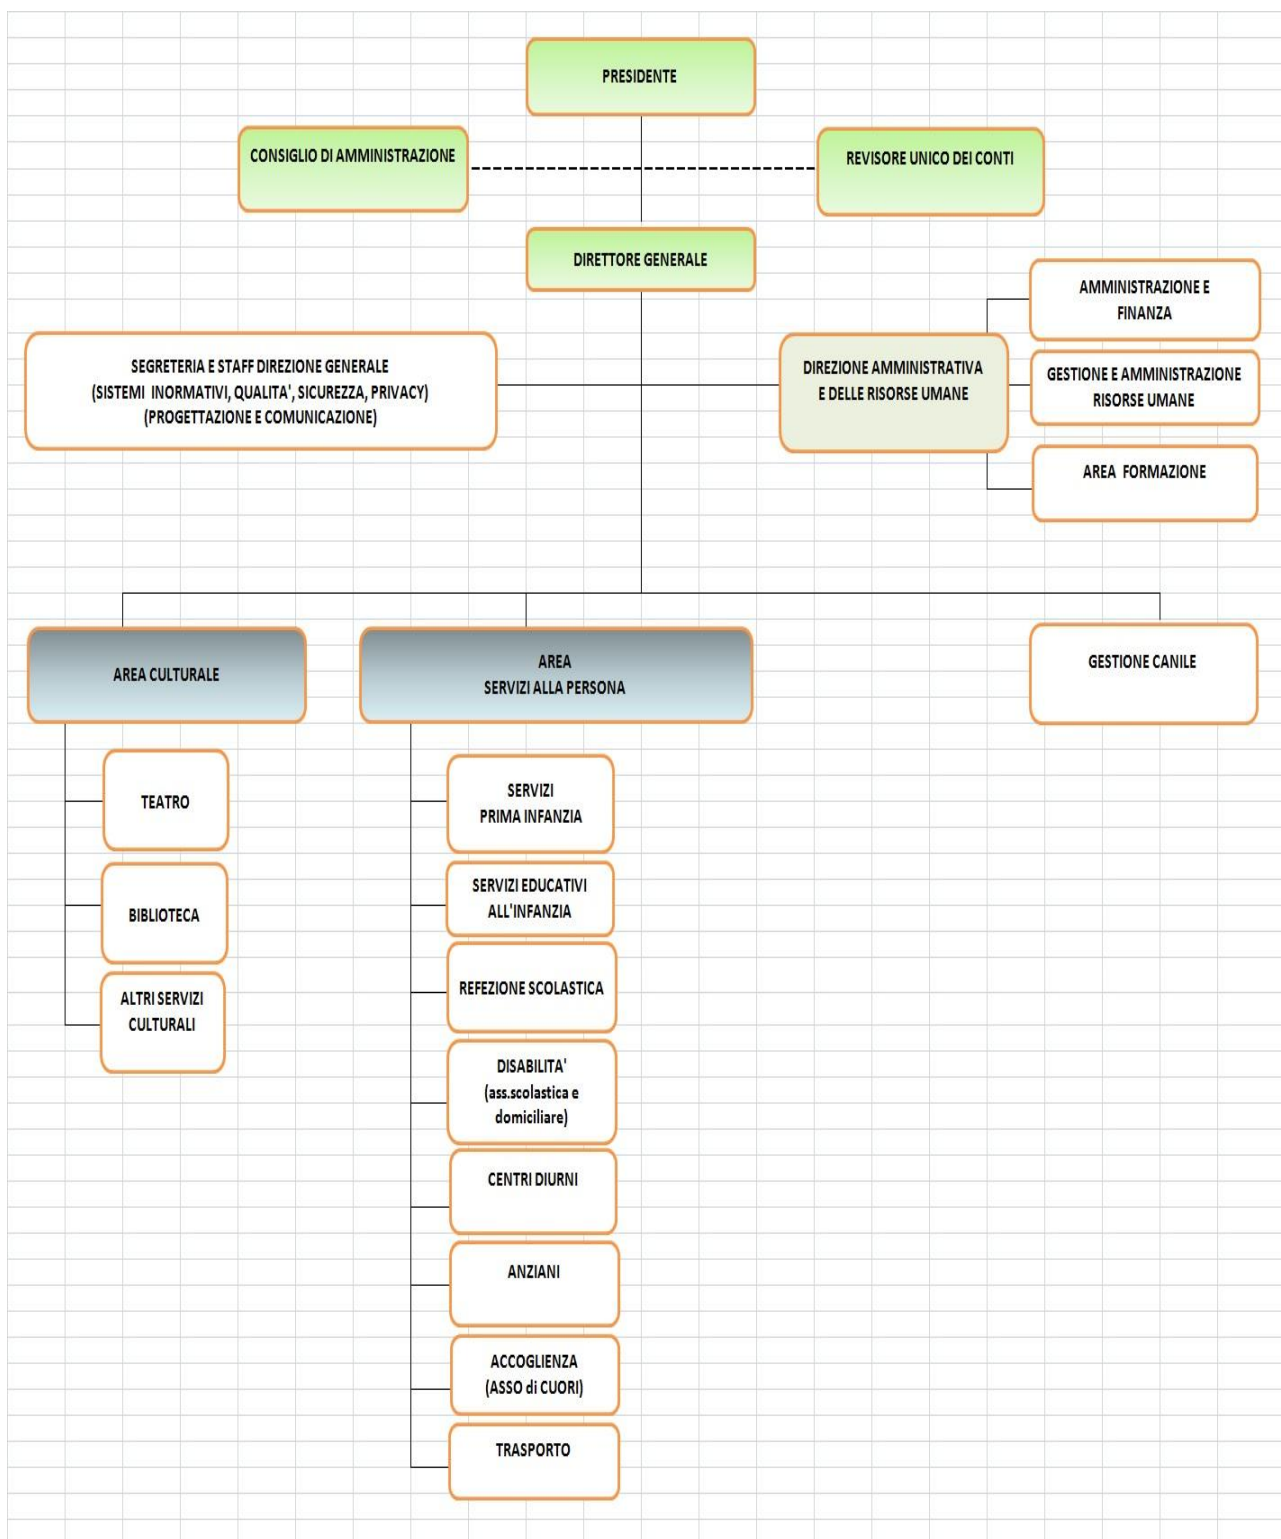 PRESIDENTE
CONSIGLIO DI AMMINISTRAZIONE
REVISORE UNICO DEI CONTI
DIRETTORE GENERALE
SEGRETERIA E STAFF DIREZIONE GENERALE
(SISTEMI INORMATIVI, QUALITA', SICUREZZA, PRIVACY)
(PROGETTAZIONE E COMUNICAZIONE)
DIREZIONE AMMINISTRATIVA
E DELLE RISORSE UMANE
AMMINISTRAZIONE E
FINANZA
GESTIONE E AMMINISTRAZIONE
RISORSE UMANE
AREA FORMAZIONE
AREA CULTURALE
TEATRO
BIBLIOTECA
ALTRI SERVIZI
CULTURALI
AREA
SERVIZI ALLA PERSONA
SERVIZI
PRIMA INFANZIA
SERVIZI EDUCATIVI
ALL'INFANZIA
REFEZIONE SCOLASTICA
DISABILITA'
(ass.scolastica e
domiciliare)
CENTRI DIURNI
ANZIANI
ACCOGLIENZA
(ASSO di CUORI)
TRASPORTO
GESTIONE CANILE